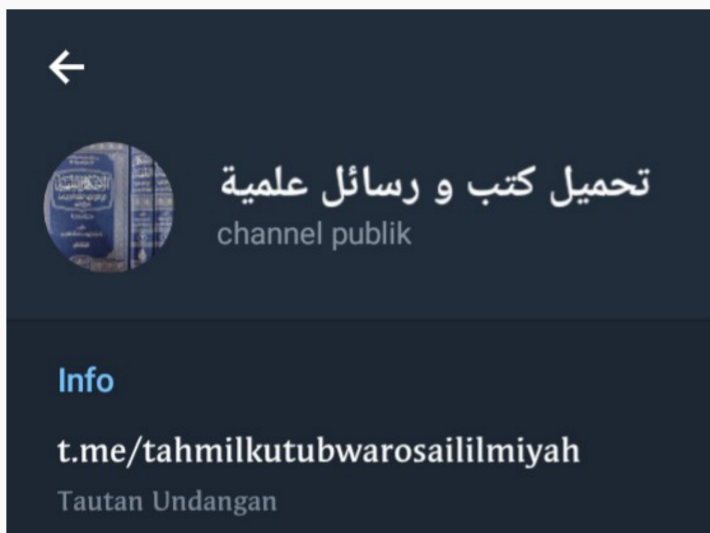 تحميل كتب و رسائل علمية
channel publik
Info
t.me/tahmilkutubwarosaililmiyah
Tautan Undangan